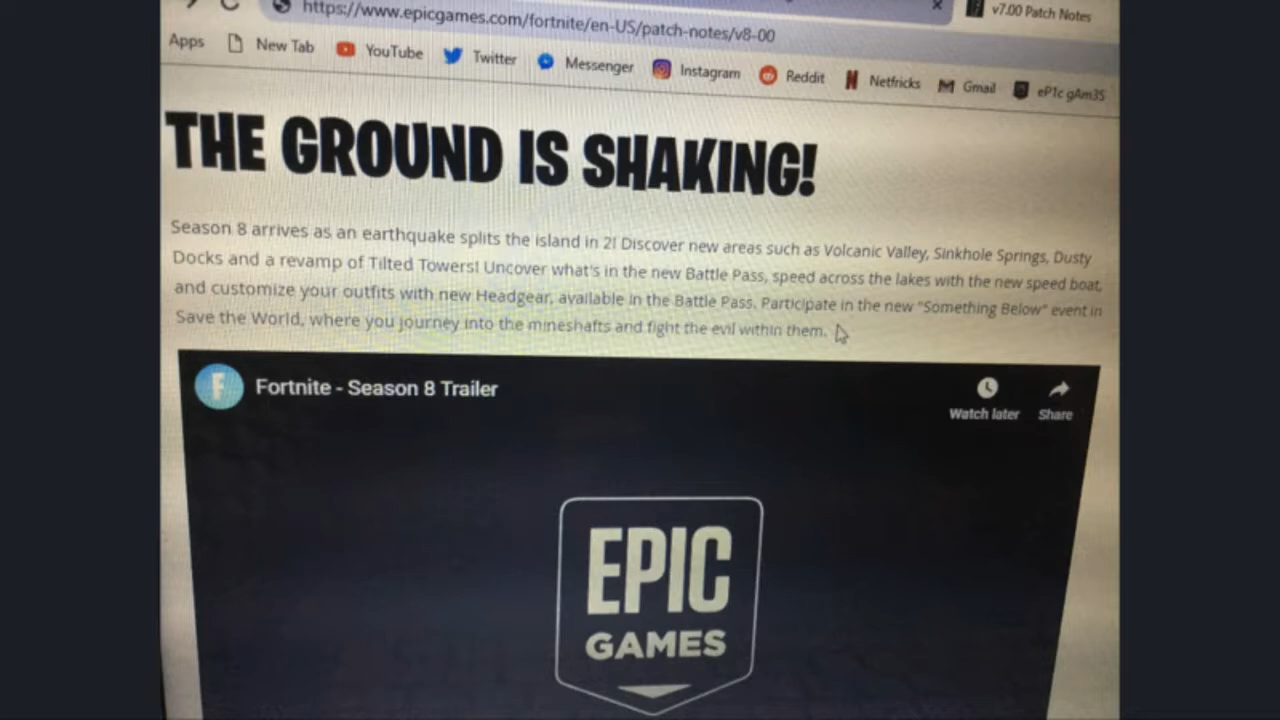 https://www.epicgames.com/fortnite/en-US/patch-notes/v8-00
v7.00 Patch Notes
Apps New Tab YouTube Twitter Messenger Instagram Reddit Netfricks Gmail eP1c gAm3S
THE GROUND IS SHAKING!
Season 8 arrives as an earthquake splits the island in 2! Discover new areas such as Volcanic Valley, Sinkhole Springs, Dusty
Docks and a revamp of Tilted Towers! Uncover what's in the new Battle Pass, speed across the lakes with the new speed boat,
and customize your outfits with new Headgear, available in the Battle Pass. Participate in the new "Something Below" event in
Save the World, where you journey into the mineshafts and fight the evil within them.
Fortnite - Season 8 Trailer
Watch later
Share
EPIC
GAMES